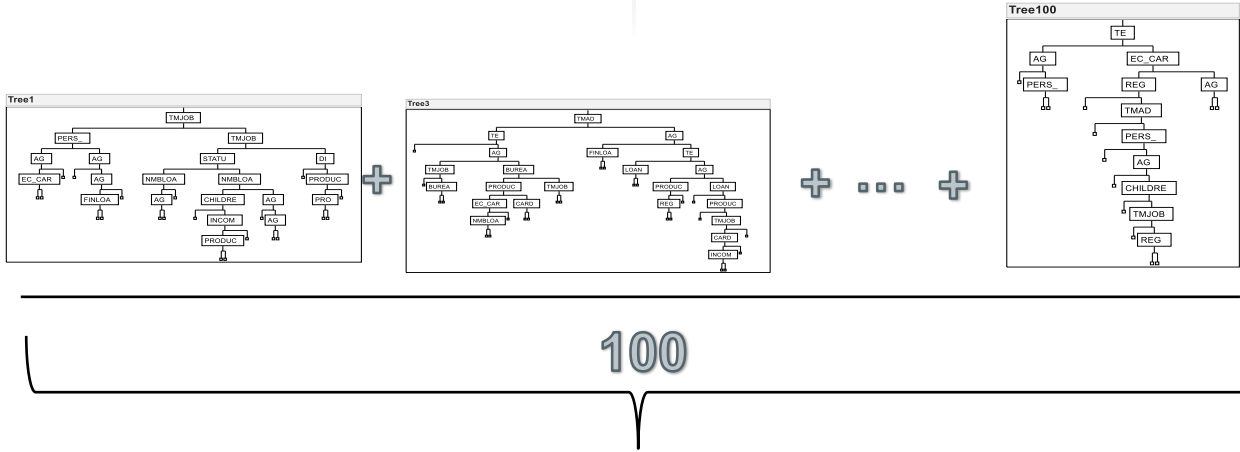 Tree1
TMJOB
PERS_ TMJOB
AG AG STATU DI
EC_CAR AG NMBLOA NMBLOA PRODUC
FINLOA AG CHILDRE AG PRO
INCOM AG
PRODUC
+
Tree3
TMAD
TE AG
AG FINLOA TE
TMJOB BUREA LOAN AG
BUREA PRODUC TMJOB PRODUC LOAN
EC_CAR CARD REG PRODUC
NMBLOA TMJOB
CARD
INCOM
+ ... +
Tree100
TE
AG EC_CAR
PERS_ REG AG
TMAD
PERS_
AG
CHILDRE
TMJOB
REG
100